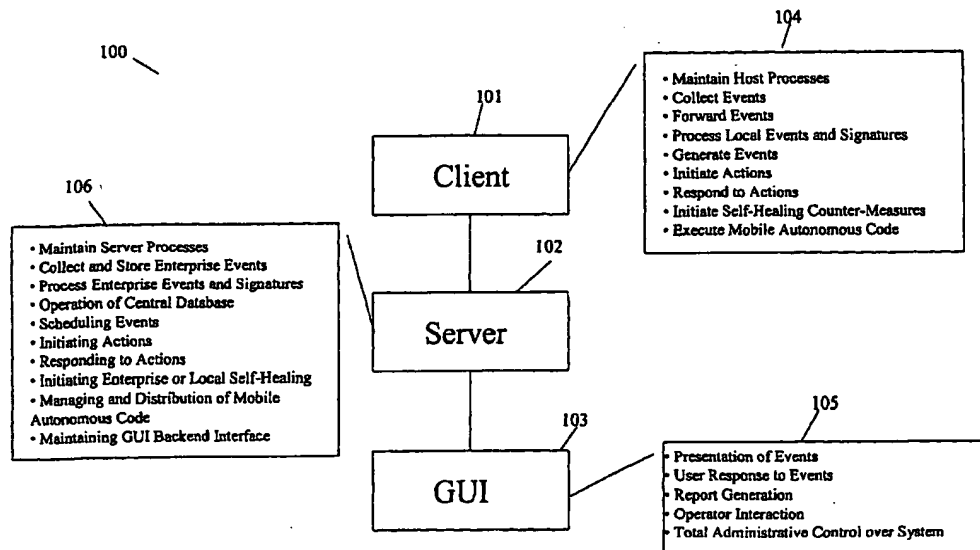 100
104
• Maintain Host Processes
• Collect Events
• Forward Events
• Process Local Events and Signatures
• Generate Events
• Initiate Actions
• Respond to Actions
• Initiate Self-Healing Counter-Measures
• Execute Mobile Autonomous Code
101
Client
106
• Maintain Server Processes
• Collect and Store Enterprise Events
• Process Enterprise Events and Signatures
• Operation of Central Database
• Scheduling Events
• Initiating Actions
• Responding to Actions
• Initiating Enterprise or Local Self-Healing
• Managing and Distribution of Mobile
Autonomous Code
• Maintaining GUI Backend Interface
102
Server
103
GUI
105
• Presentation of Events
• User Response to Events
• Report Generation
• Operator Interaction
• Total Administrative Control over System